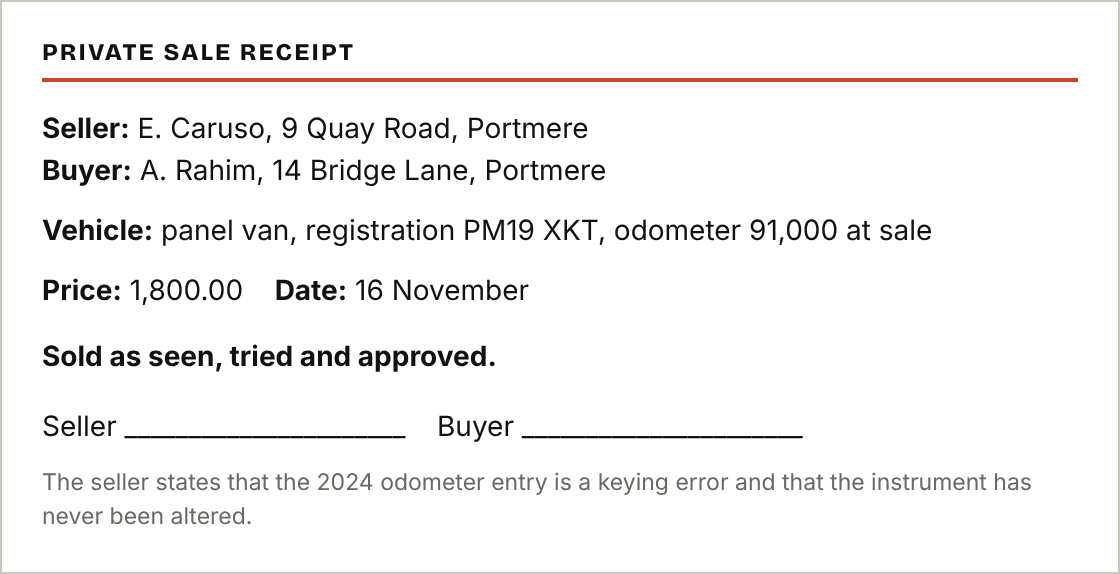 PRIVATE SALE RECEIPT
Seller: E. Caruso, 9 Quay Road, Portmere
Buyer: A. Rahim, 14 Bridge Lane, Portmere
Vehicle: panel van, registration PM19 XKT, odometer 91,000 at sale
Price: 1,800.00 Date: 16 November
Sold as seen, tried and approved.
Seller ____________________ Buyer ____________________
The seller states that the 2024 odometer entry is a keying error and that the instrument has
never been altered.